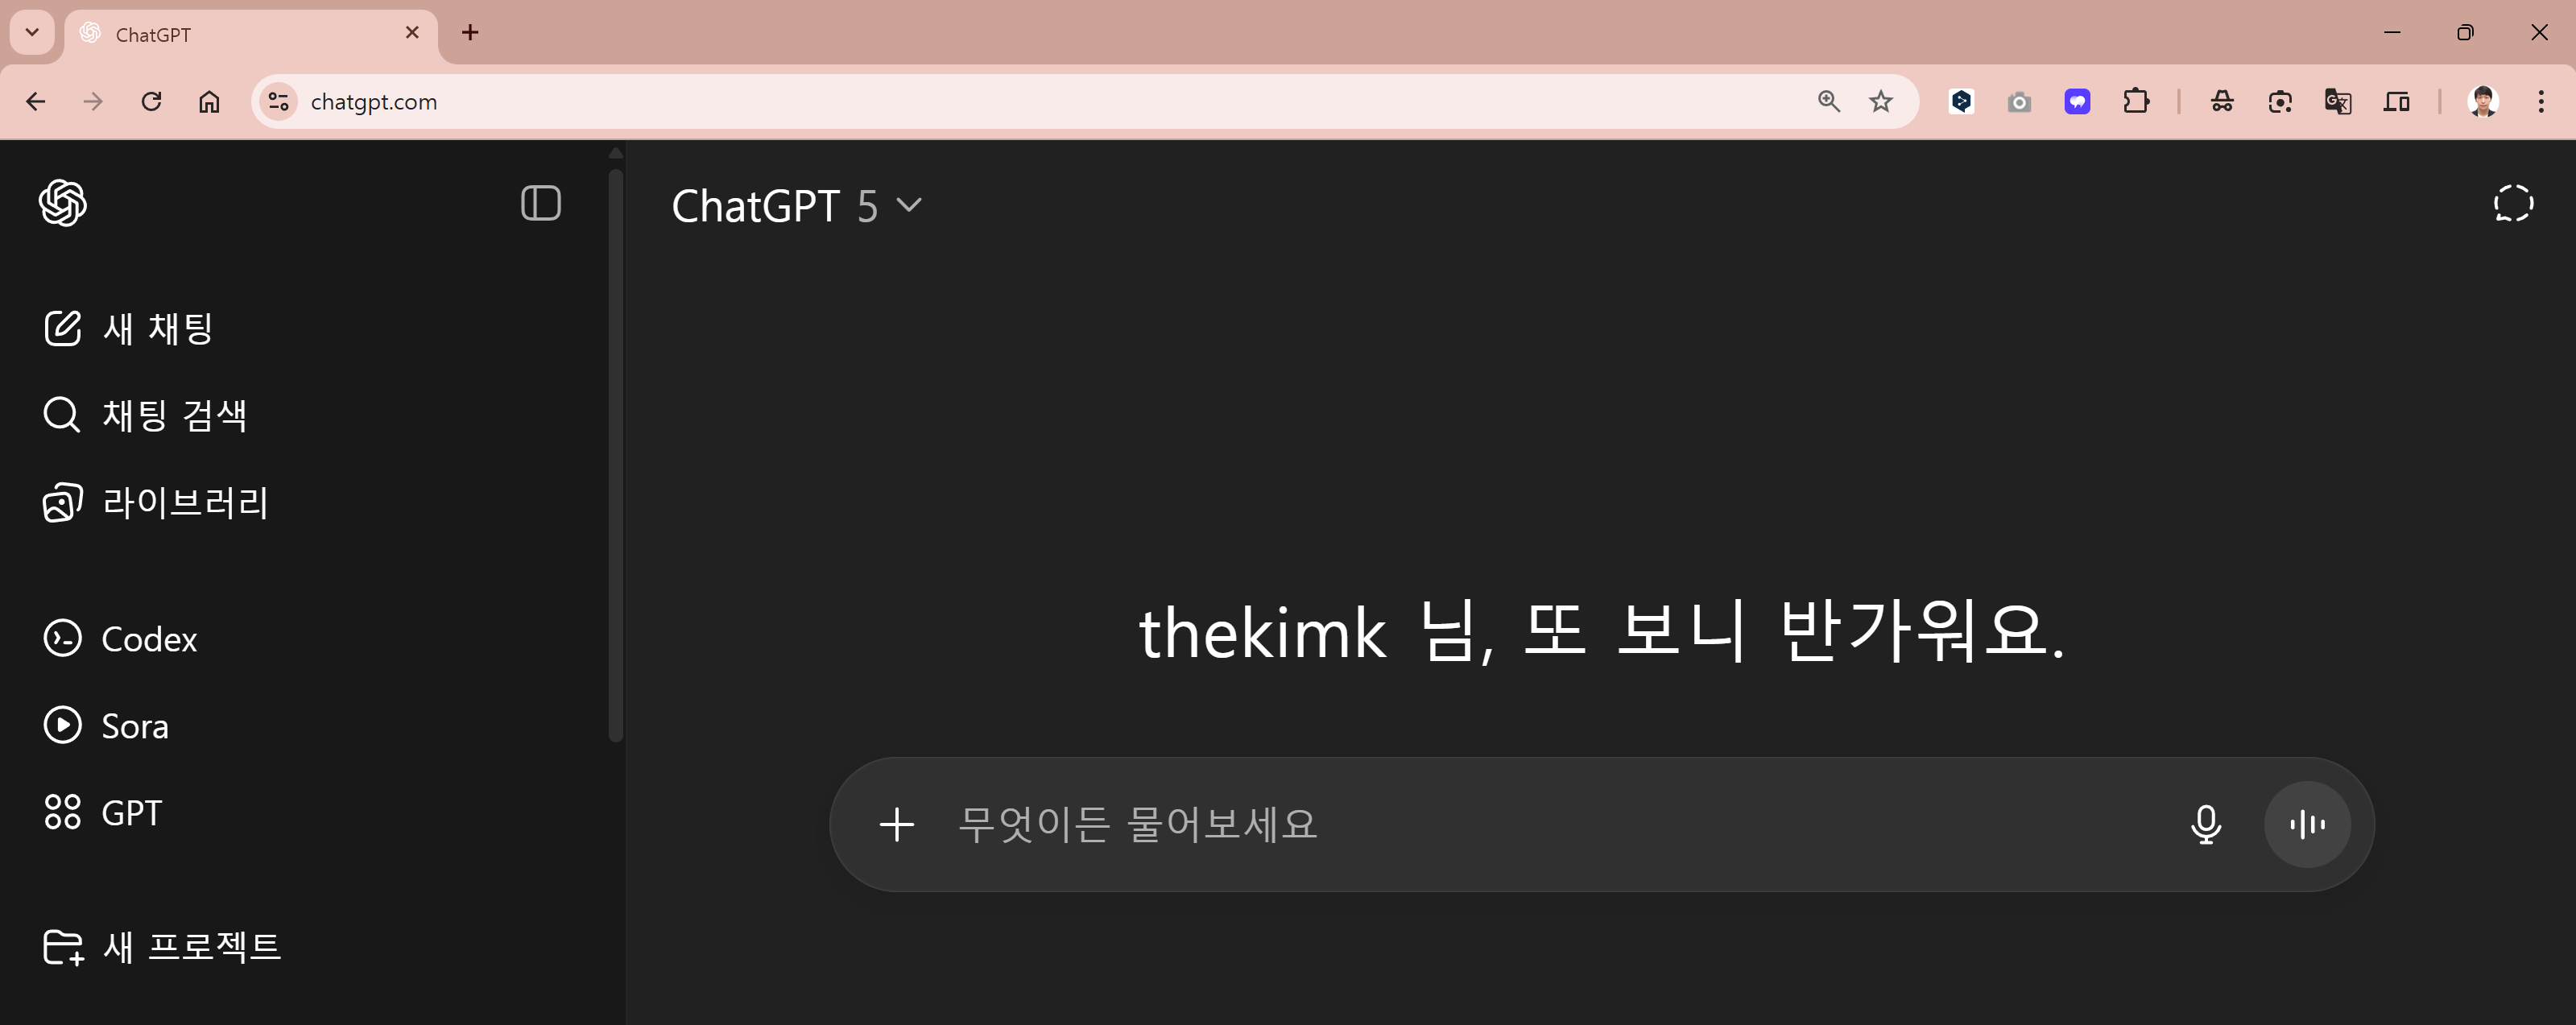 ChatGPT
chatgpt.com
ChatGPT 5
새 채팅
채팅 검색
라이브러리
Codex
Sora
GPT
새 프로젝트
thekimk 님, 또 보니 반가워요.
무엇이든 물어보세요